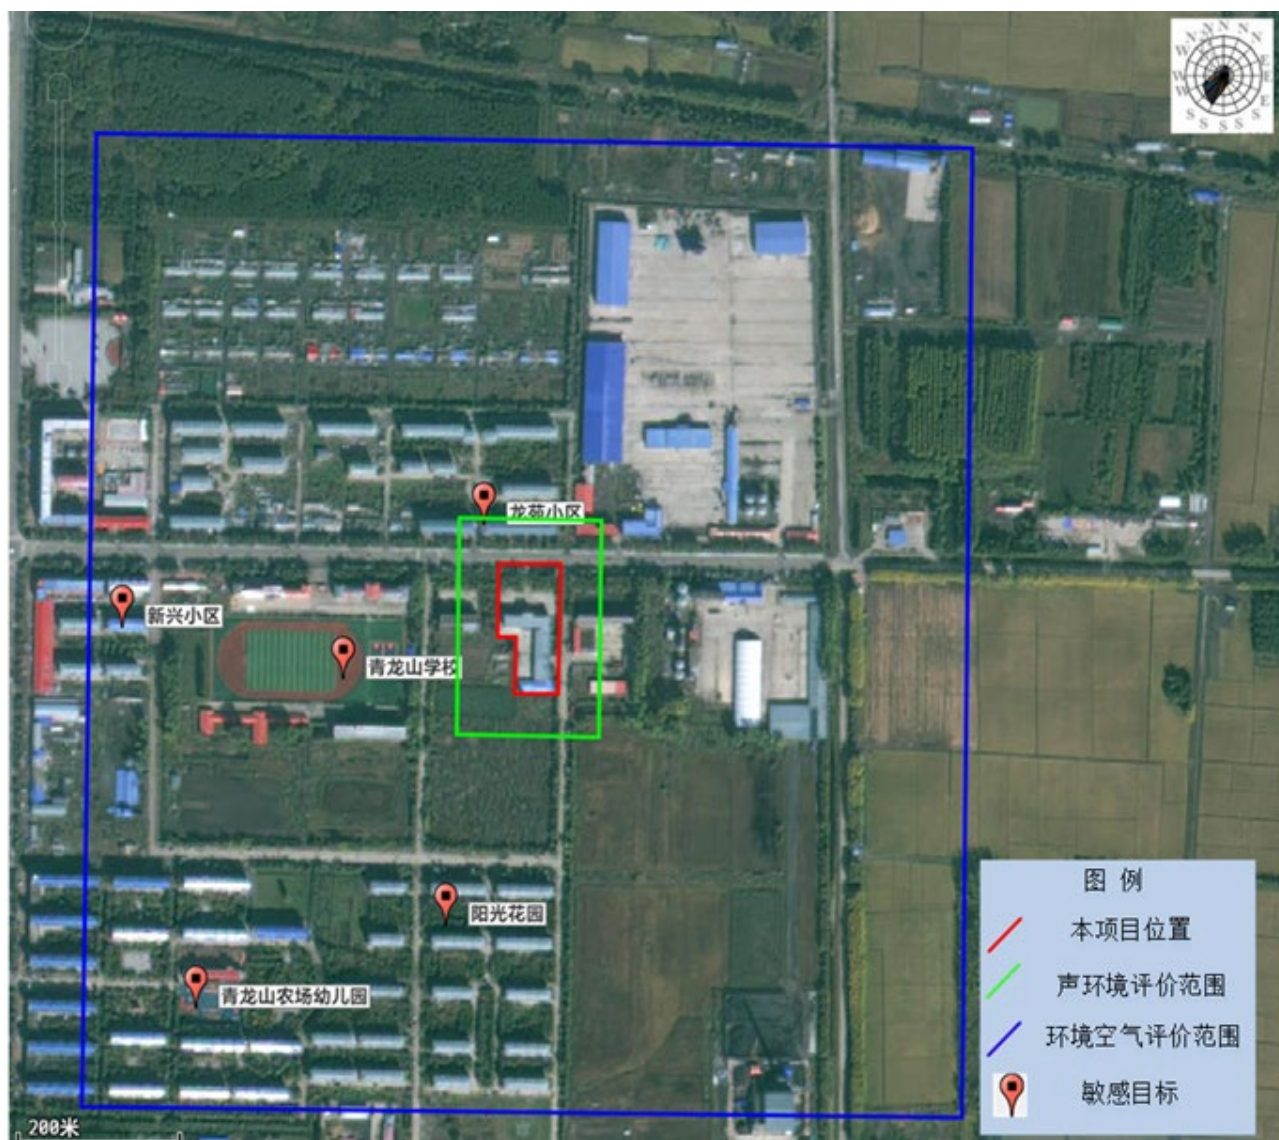 龙苑小区
新兴小区
青龙山学校
阳光花园
青龙山农场幼儿园
200米
图 例
本项目位置
声环境评价范围
环境空气评价范围
敏感目标